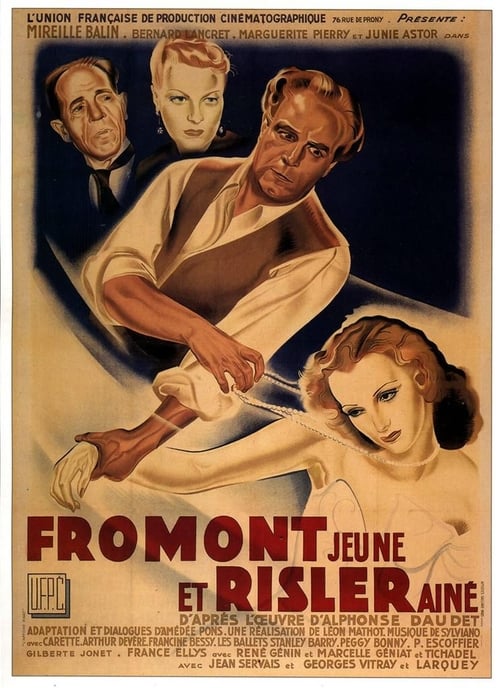 L'UNION FRANÇAISE DE PRODUCTION CINÉMATOGRAPHIQUE 76 RUE DE PRONY. PRÉSENTE:
MIREILLE BALIN. BERNARD LANCRET. MARGUERITE PIERRY ET JUNIE ASTOR DANS
FROMONT JEUNE
ET RISLER AINÉ
U.F.P.C
D'APRÈS L'ŒUVRE D'ALPHONSE DAUDET
ADAPTATION ET DIALOGUES D'AMÉDÉE PONS. UNE RÉALISATION DE LÉON MATHOT. MUSIQUE DE SYLVIANO
AVEC CARETTE. ARTHUR DEVÈRE. FRANCINE BESSY. LES BALLETS STANLEY BARRY. PEGGY BONNY. P. ESCOFFIER
GILBERTE JONET. FRANCE ELLYS AVEC RENÉ GÉNIN ET MARCELLE GÉNIAT ET TCHADEL
AVEC JEAN SERVAIS ET GEORGES VITRAY ET LARQUEY